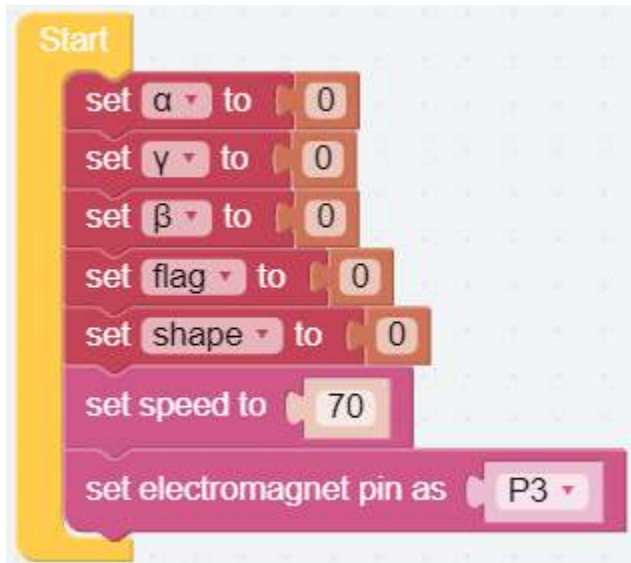 Start
set α to 0
set γ to 0
set β to 0
set flag to 0
set shape to 0
set speed to 70
set electromagnet pin as P3